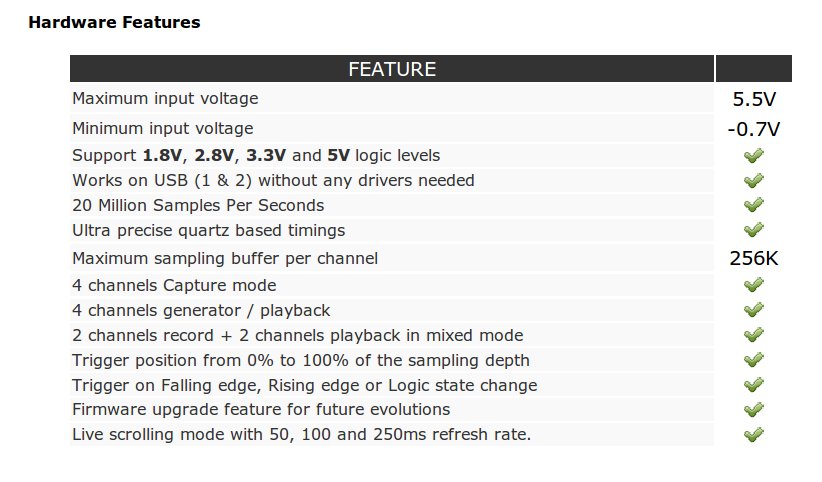 Hardware Features
FEATURE
Maximum input voltage 5.5V
Minimum input voltage -0.7V
Support 1.8V, 2.8V, 3.3V and 5V logic levels
Works on USB (1 & 2) without any drivers needed
20 Million Samples Per Seconds
Ultra precise quartz based timings
Maximum sampling buffer per channel 256K
4 channels Capture mode
4 channels generator / playback
2 channels record + 2 channels playback in mixed mode
Trigger position from 0% to 100% of the sampling depth
Trigger on Falling edge, Rising edge or Logic state change
Firmware upgrade feature for future evolutions
Live scrolling mode with 50, 100 and 250ms refresh rate.